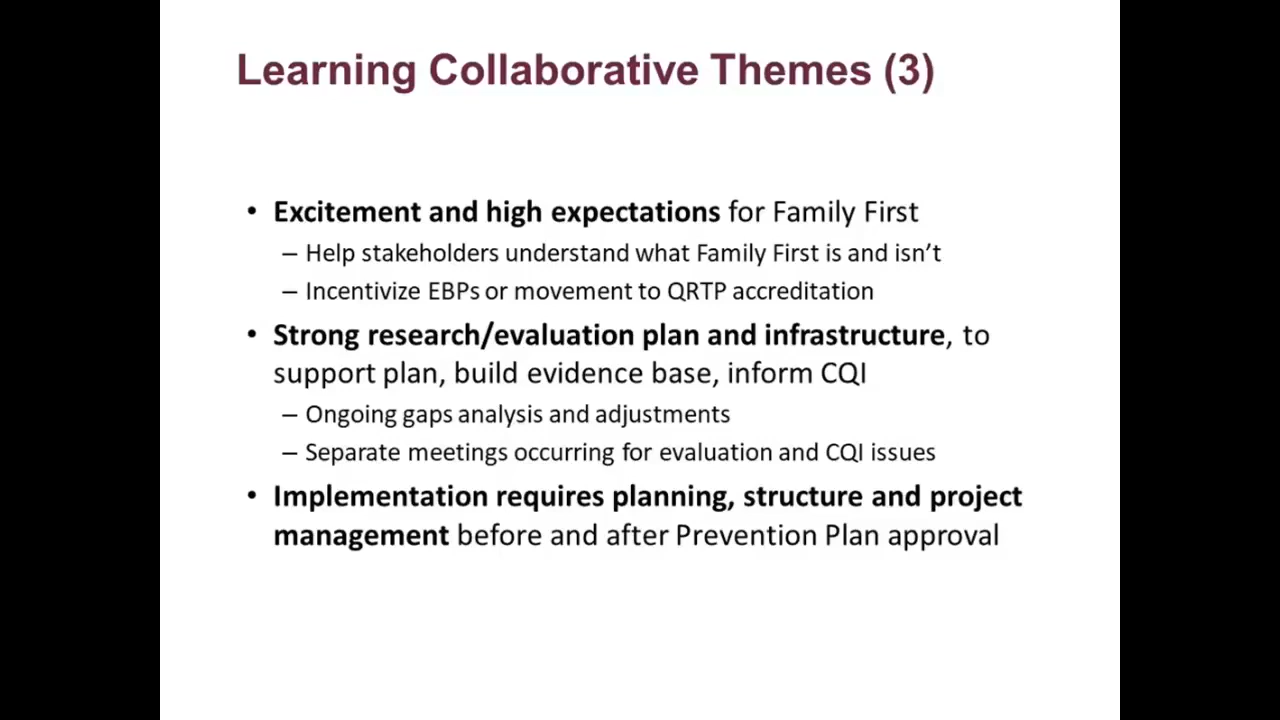 Learning Collaborative Themes (3)
• Excitement and high expectations for Family First
– Help stakeholders understand what Family First is and isn’t
– Incentivize EBPs or movement to QRTP accreditation
• Strong research/evaluation plan and infrastructure, to
support plan, build evidence base, inform CQI
– Ongoing gaps analysis and adjustments
– Separate meetings occurring for evaluation and CQI issues
• Implementation requires planning, structure and project
management before and after Prevention Plan approval